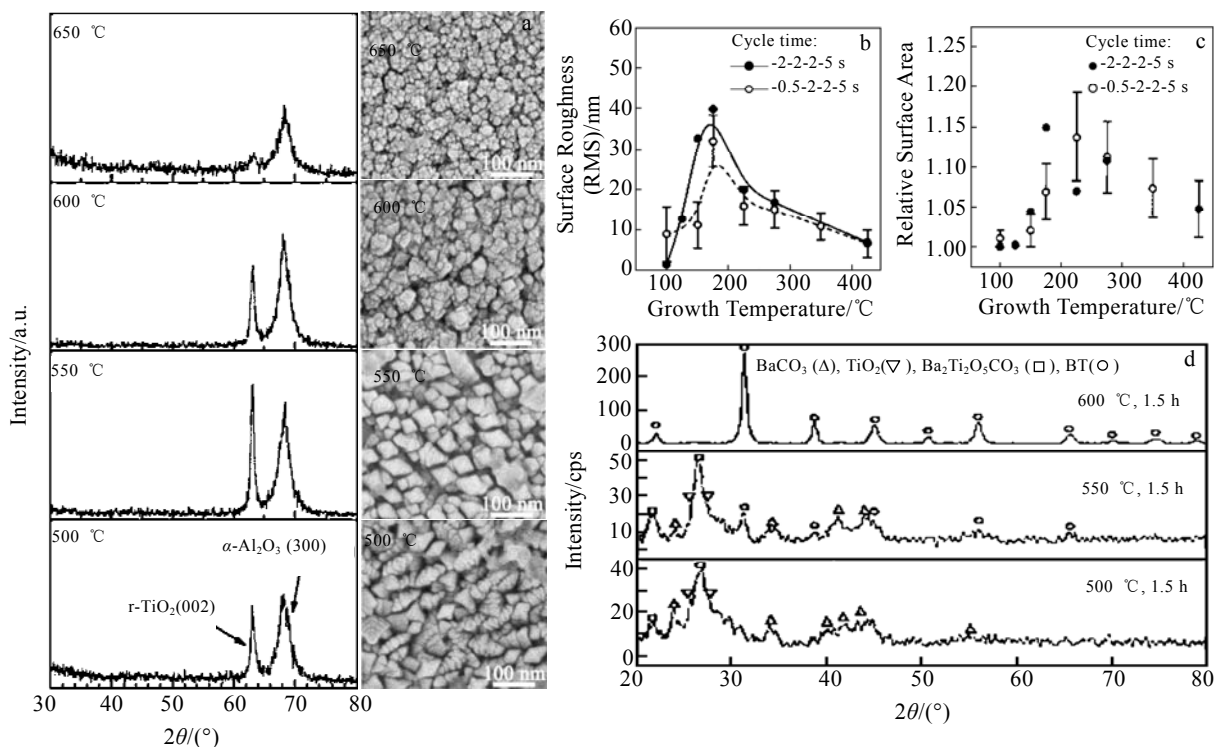 a
650 ℃
650 ℃
100 nm
600 ℃
600 ℃
100 nm
550 ℃
550 ℃
100 nm
500 ℃
α-Al₂O₃ (300)
r-TiO₂(002)
500 ℃
100 nm
Intensity/a.u.
30 40 50 60 70 80
2θ/(°)
b
Cycle time:
-2-2-2-5 s
-0.5-2-2-5 s
Surface Roughness
(RMS)/nm
60
50
40
30
20
10
0
100 200 300 400
Growth Temperature/℃
c
Cycle time:
-2-2-2-5 s
-0.5-2-2-5 s
Relative Surface Area
1.25
1.20
1.15
1.10
1.05
1.00
100 200 300 400
Growth Temperature/℃
d
BaCO₃ (△), TiO₂(▽), Ba₂Ti₂O₅CO₃ (□), BT(○)
600 ℃, 1.5 h
300
200
100
0
550 ℃, 1.5 h
50
30
10
500 ℃, 1.5 h
40
20
0
Intensity/cps
20 30 40 50 60 70 80
2θ/(°)